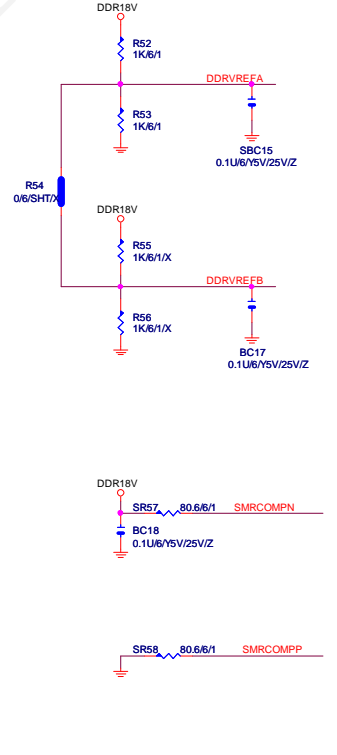 DDR18V
R52
1K/6/1
DDRVREFA
R53
1K/6/1
SBC15
0.1U/6/Y5V/25V/Z
R54
0/6/SHT/X
DDR18V
R55
1K/6/1/X
DDRVREFB
R56
1K/6/1/X
BC17
0.1U/6/Y5V/25V/Z
DDR18V
SR57 80.6/6/1 SMRCOMPN
BC18
0.1U/6/Y5V/25V/Z
SR58 80.6/6/1 SMRCOMPP